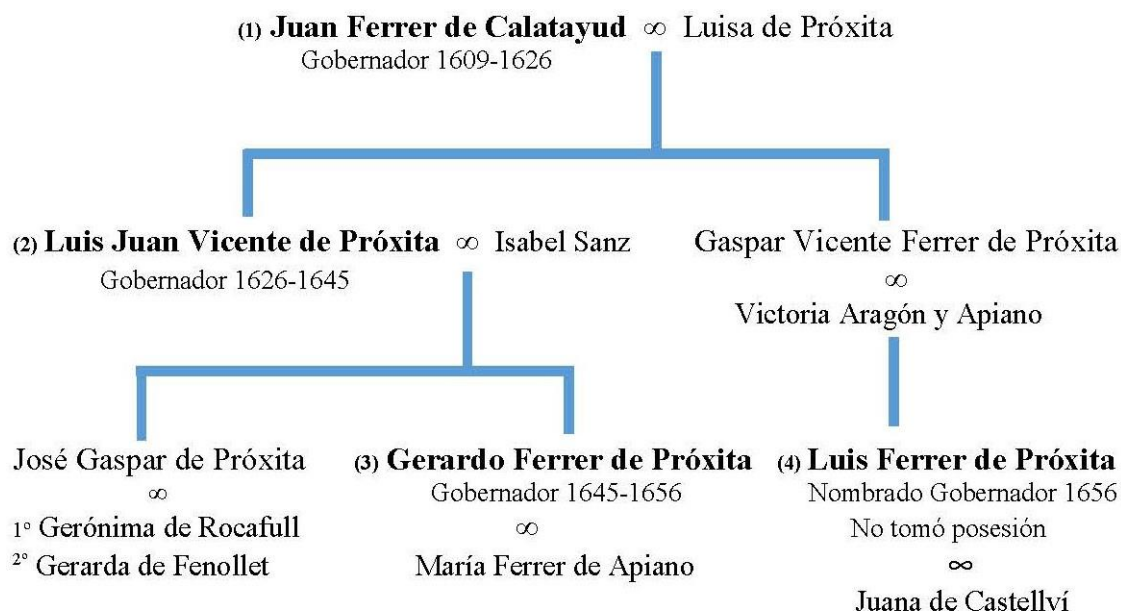 (1) Juan Ferrer de Calatayud ∞ Luisa de Próxita
Gobernador 1609-1626
(2) Luis Juan Vicente de Próxita ∞ Isabel Sanz
Gobernador 1626-1645
Gaspar Vicente Ferrer de Próxita
∞
Victoria Aragón y Apiano
José Gaspar de Próxita
∞
1º Gerónima de Rocafull
2º Gerarda de Fenollet
(3) Gerardo Ferrer de Próxita
Gobernador 1645-1656
∞
María Ferrer de Apiano
(4) Luis Ferrer de Próxita
Nombrado Gobernador 1656
No tomó posesión
∞
Juana de Castellví